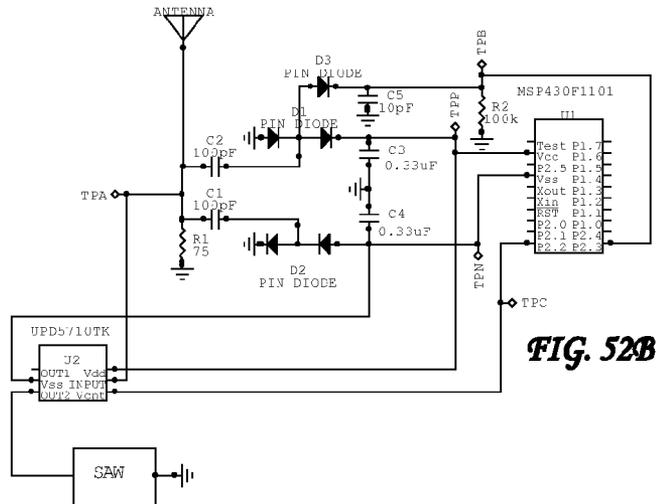 ANTENNA
D3
PIN DIODE
TPB
C5
10pF
TPP
R2
100k
MSP430F1101
U1
D1
PIN DIODE
C2
100pF
C3
0.33uF
Test P1.7
Vcc P1.6
P2.5 P1.5
Vss P1.4
Xout P1.3
Xin P1.2
RST P1.1
P2.0 P1.0
P2.1 P2.4
P2.2 P2.3
TPA
C1
100pF
C4
0.33uF
R1
75
D2
PIN DIODE
TPN
TPC
UPD5710TK
U2
OUT1 Vdd
Vss INPUT
OUT2 Vcnt
FIG. 52B
SAW